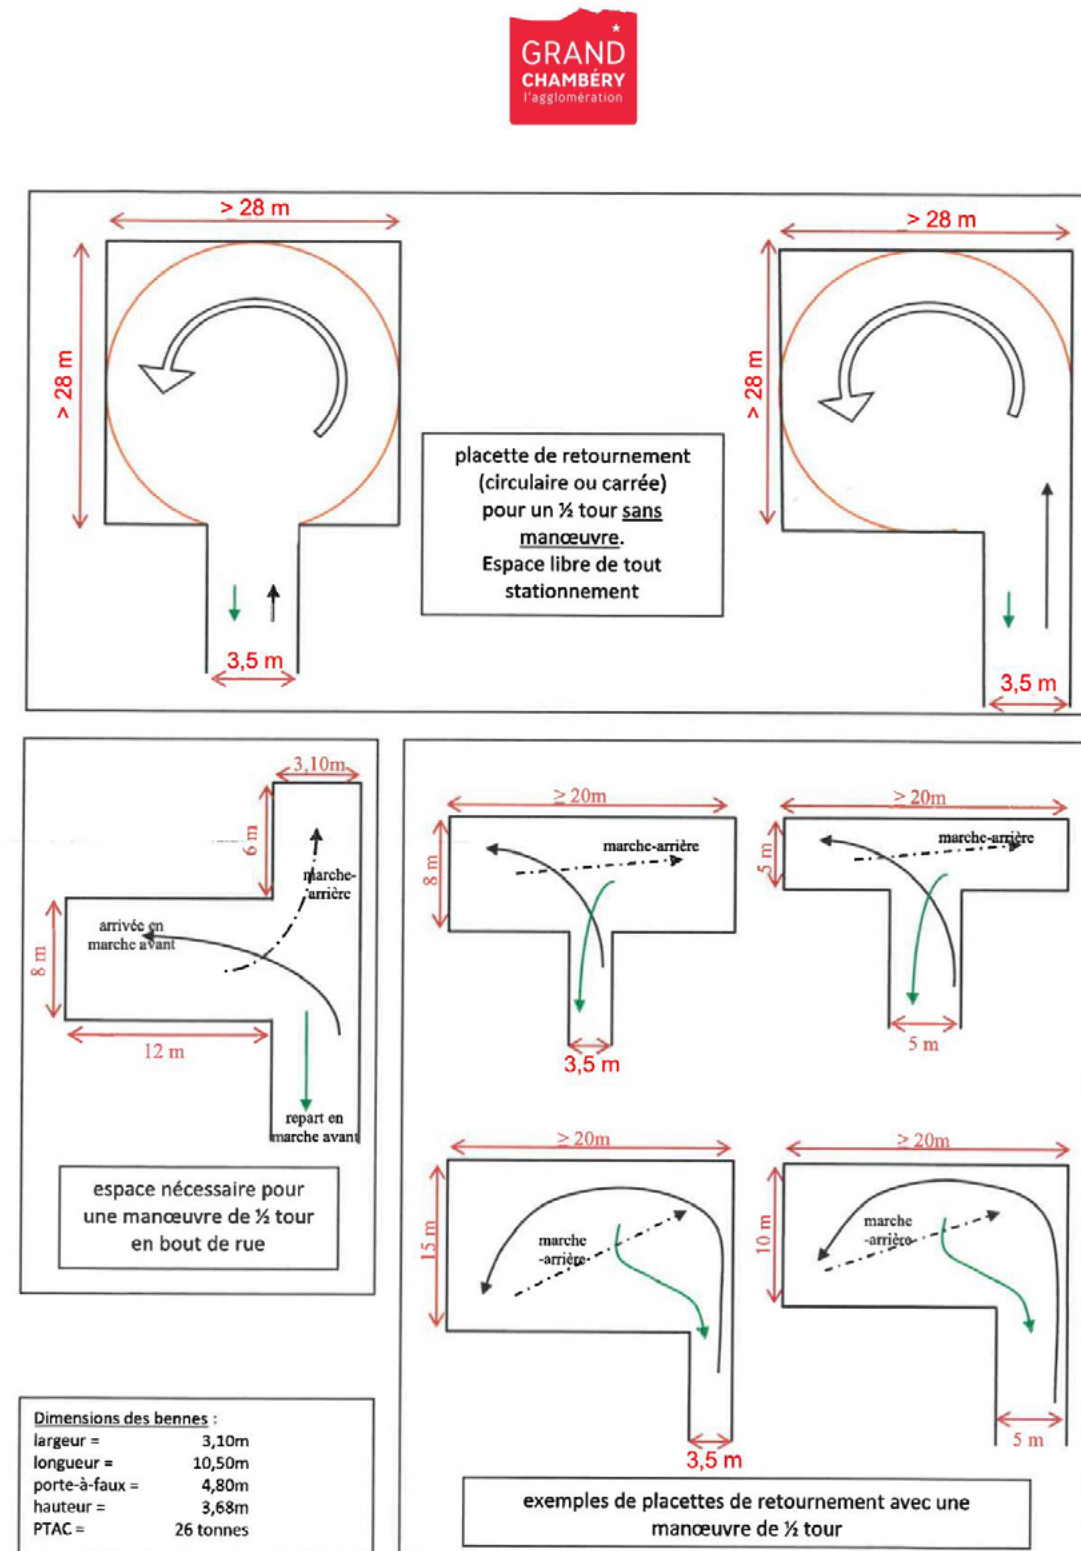 GRAND
CHAMBÉRY
l'agglomération
> 28 m
> 28 m
> 28 m
> 28 m
placette de retournement
(circulaire ou carrée)
pour un ½ tour sans
manœuvre.
Espace libre de tout
stationnement
3,5 m
3,5 m
3,10m
6 m
marche-
arrière
arrivée en
marche avant
8 m
12 m
repart en
marche avant
espace nécessaire pour
une manœuvre de ½ tour
en bout de rue
≥ 20m
8 m
marche-arrière
3,5 m
≥ 20m
5 m
marche-arrière
5 m
≥ 20m
15 m
marche
-arrière
3,5 m
≥ 20m
10 m
marche
-arrière
5 m
exemples de placettes de retournement avec une
manœuvre de ½ tour
Dimensions des bennes :
largeur = 3,10m
longueur = 10,50m
porte-à-faux = 4,80m
hauteur = 3,68m
PTAC = 26 tonnes